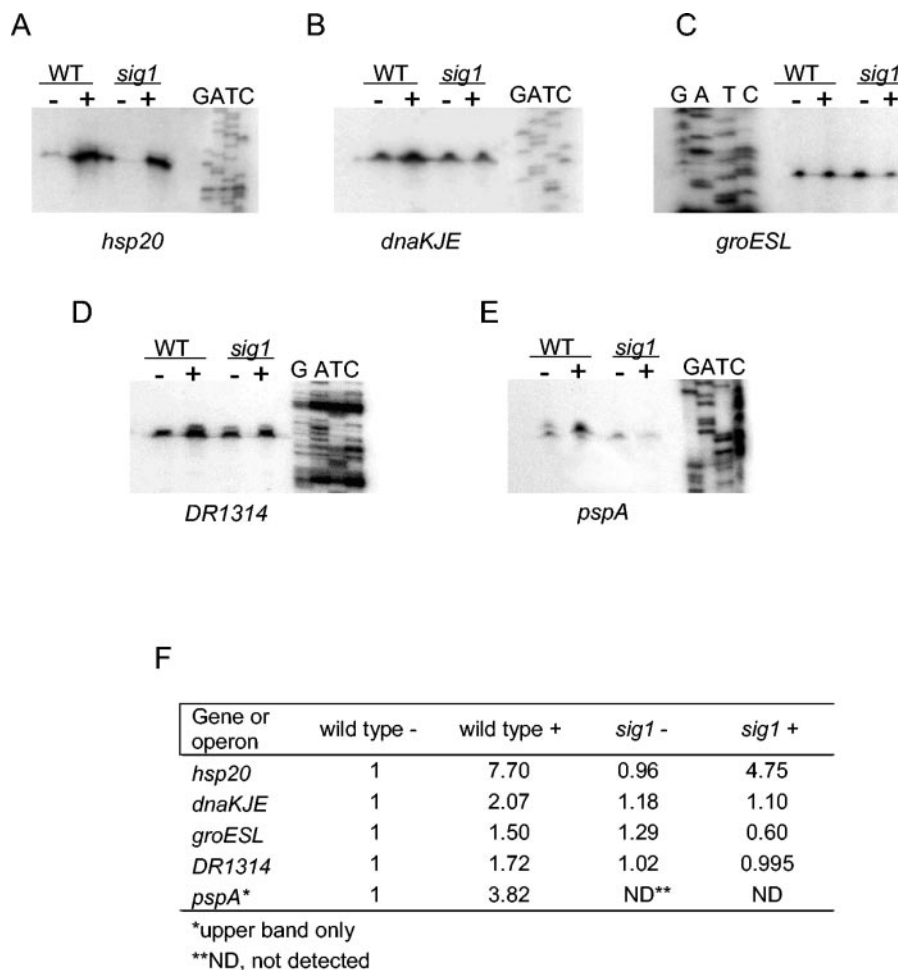 A
WT sig1
- + - +
GATC
hsp20
B
WT sig1
- + - +
GATC
dnaKJE
C
WT sig1
G A T C - + - +
groESL
D
WT sig1
- + - +
G ATC
DR1314
E
WT sig1
- + - +
GATC
pspA
F
Gene or operon wild type - wild type + sig1 - sig1 +
hsp20 1 7.70 0.96 4.75
dnaKJE 1 2.07 1.18 1.10
groESL 1 1.50 1.29 0.60
DR1314 1 1.72 1.02 0.995
pspA* 1 3.82 ND** ND
*upper band only
**ND, not detected